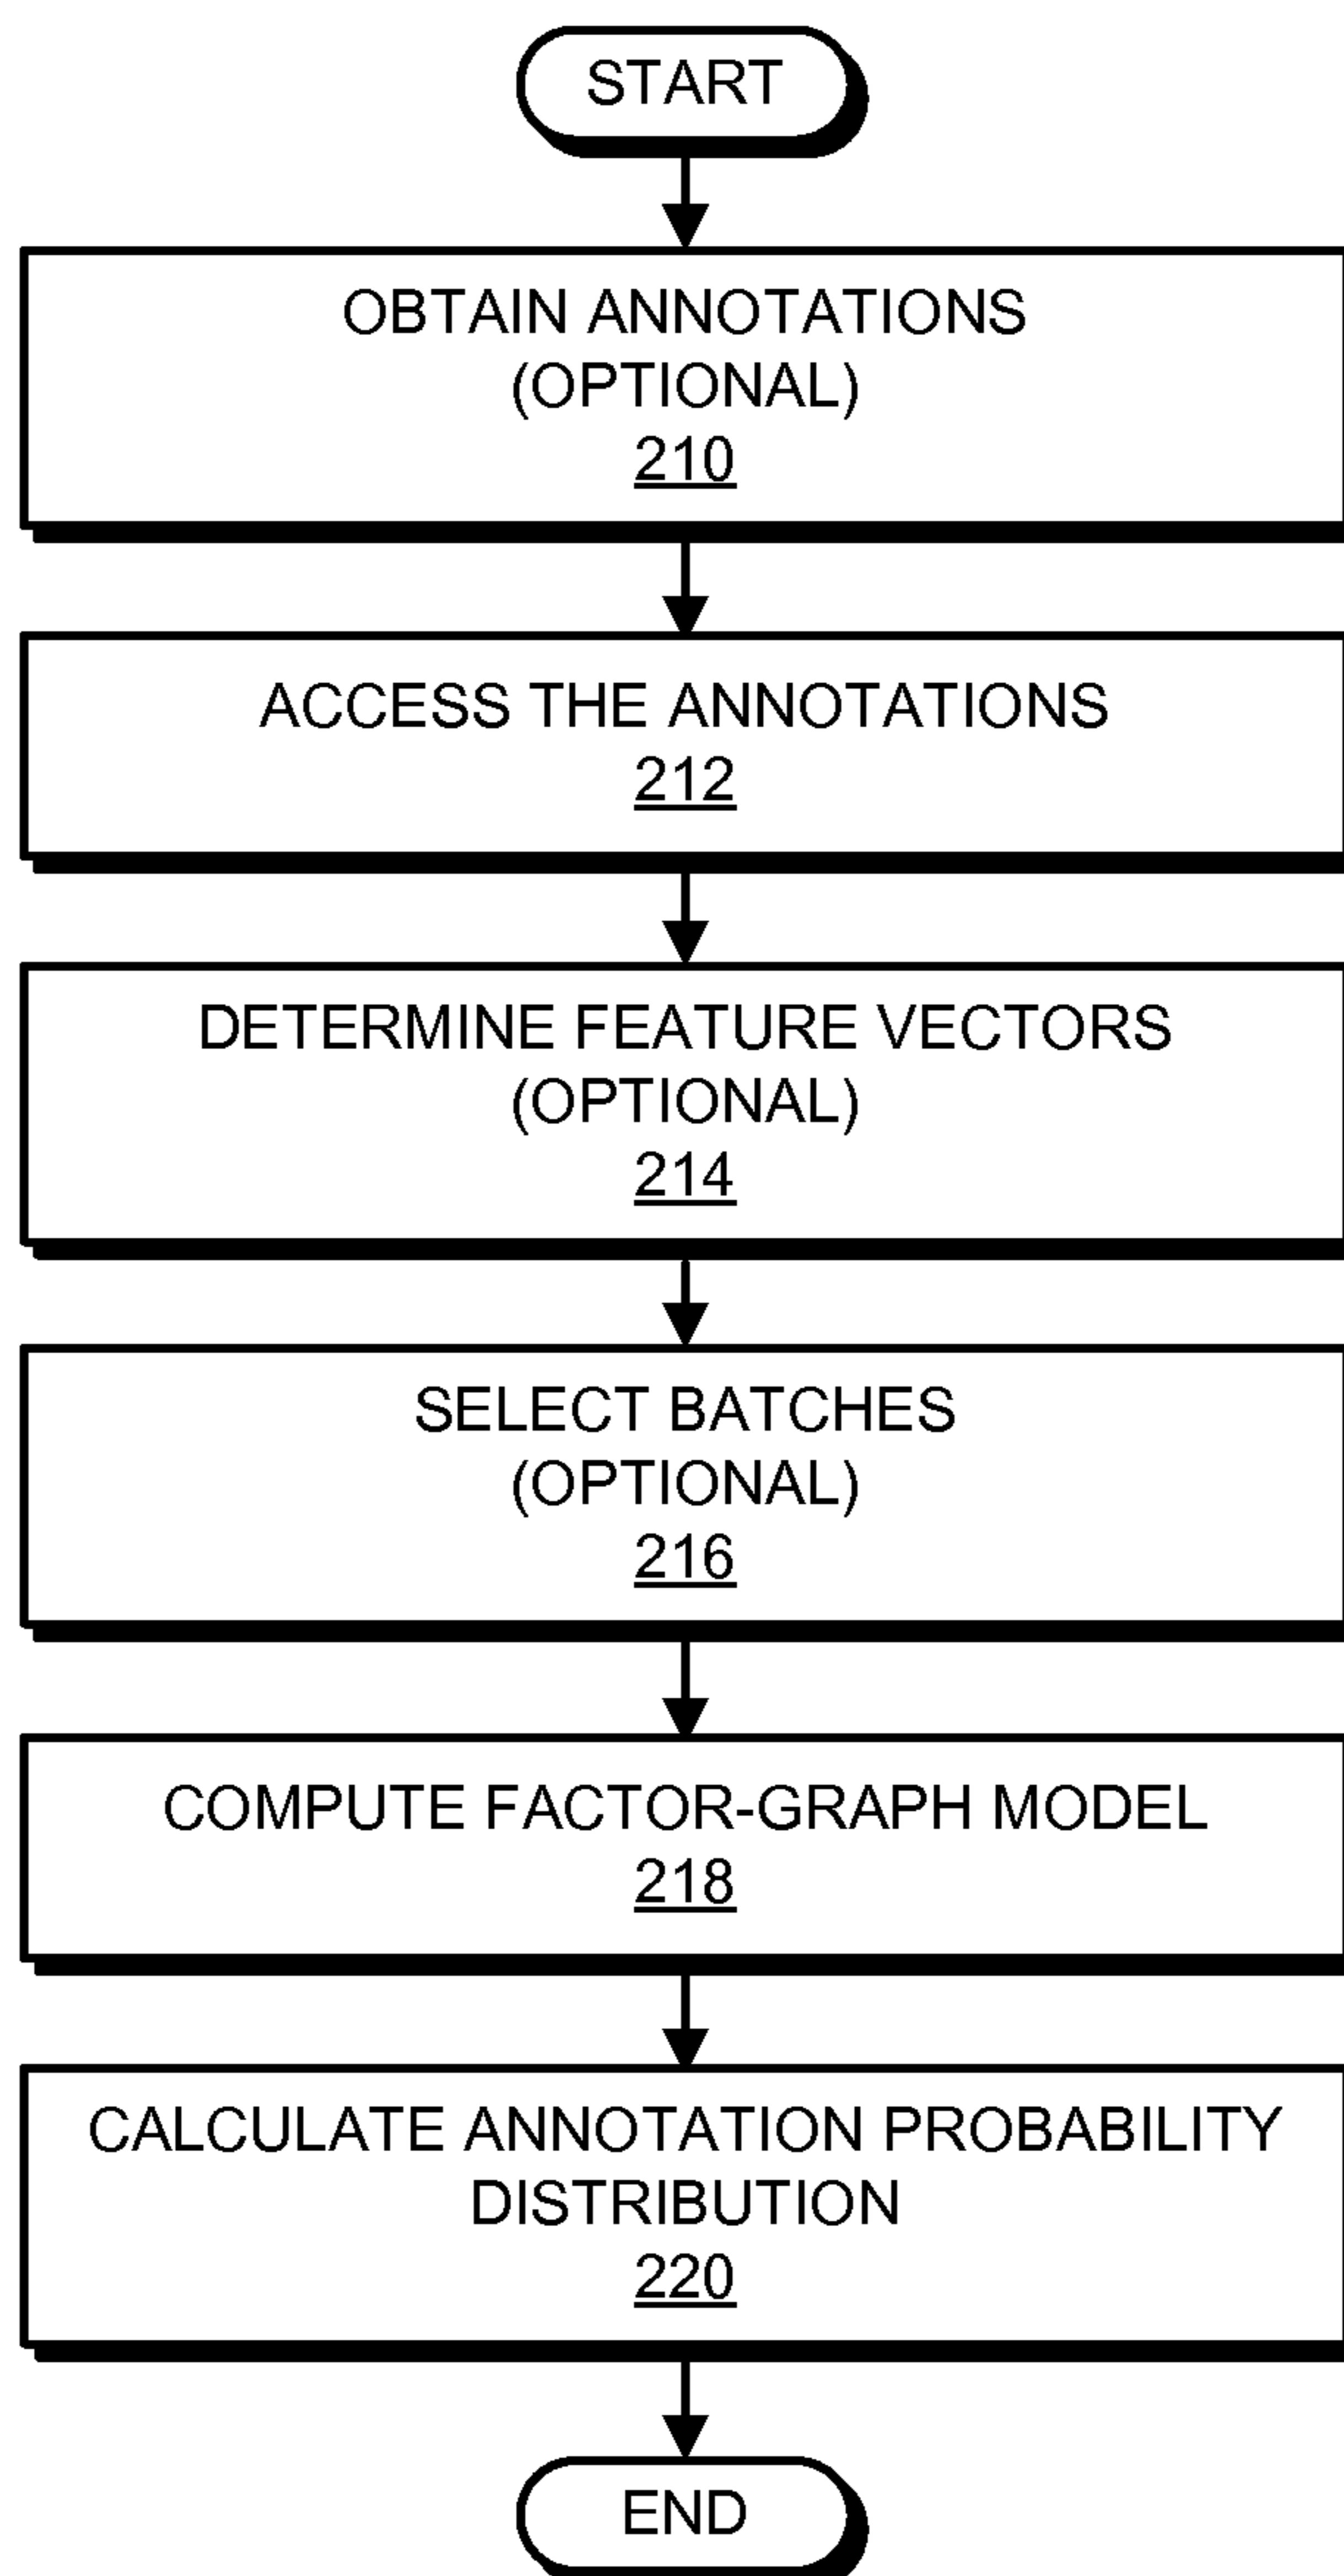 START
OBTAIN ANNOTATIONS
(OPTIONAL)
210
ACCESS THE ANNOTATIONS
212
DETERMINE FEATURE VECTORS
(OPTIONAL)
214
SELECT BATCHES
(OPTIONAL)
216
COMPUTE FACTOR-GRAPH MODEL
218
CALCULATE ANNOTATION PROBABILITY
DISTRIBUTION
220
END